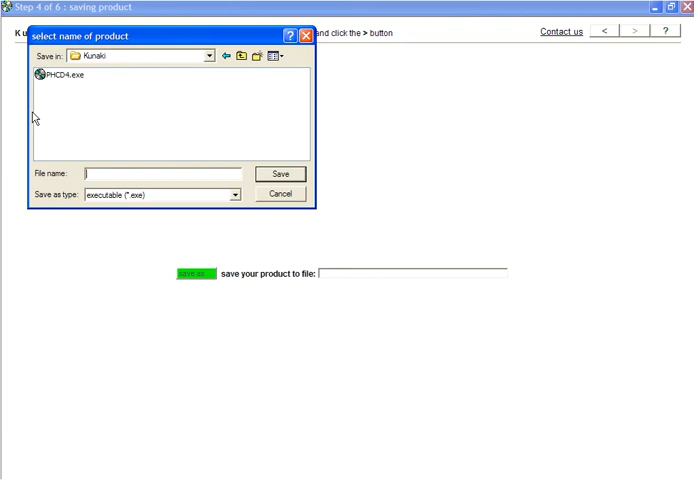 Step 4 of 6 : saving product
K u
and click the > button
Contact us
<
>
?
select name of product
?
Save in:
Kunaki
PHCD4.exe
File name:
Save
Save as type:
executable (*.exe)
Cancel
save as
save your product to file: